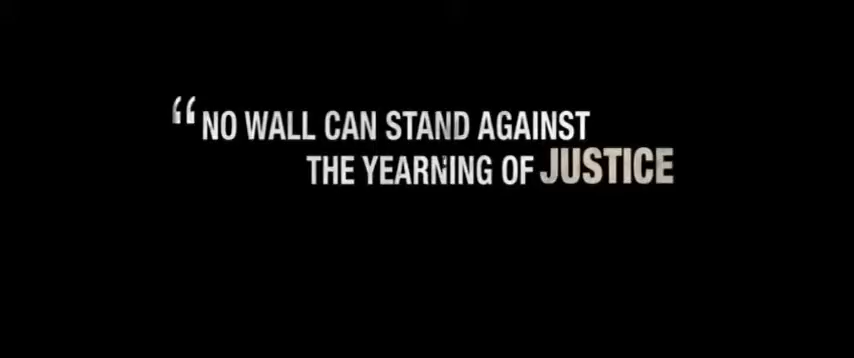 “NO WALL CAN STAND AGAINST
THE YEARNING OF JUSTICE